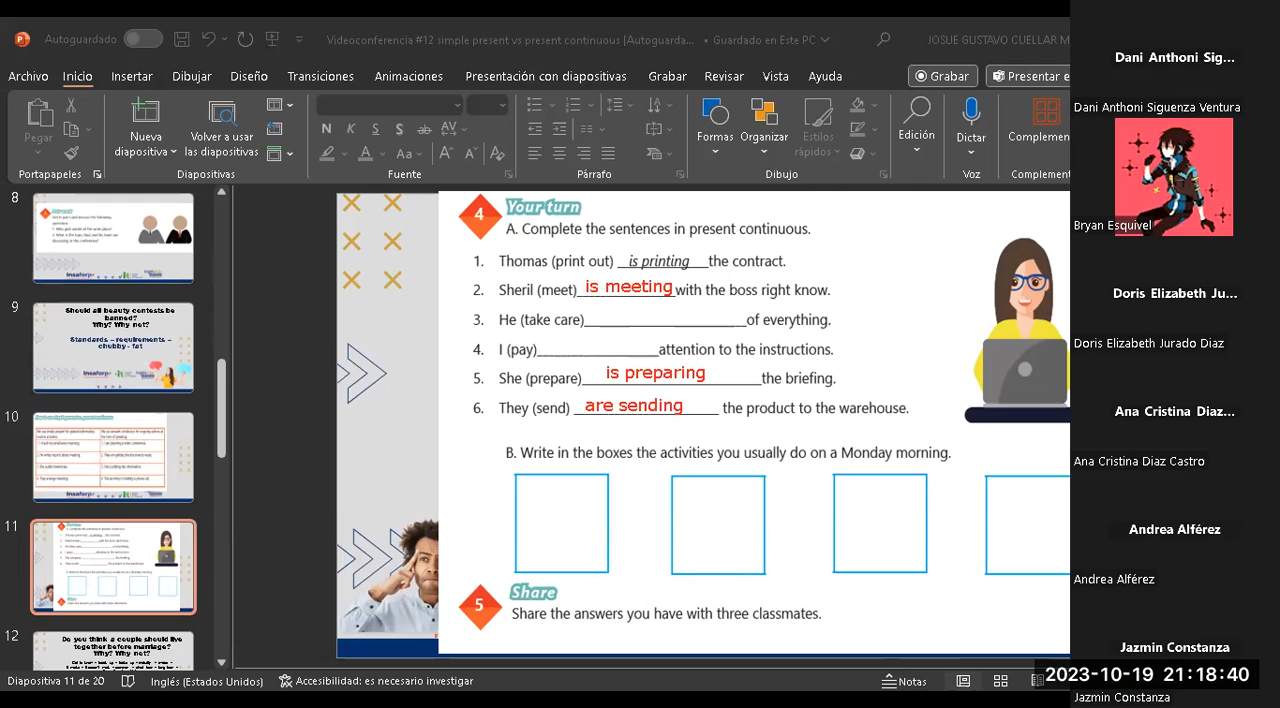 Autoguardado
Videoconferencia #12 simple present vs present continuous [Autoguarda... • Guardado en Este PC
JOSUE GUSTAVO CUELLAR M
Archivo Inicio Insertar Dibujar Diseño Transiciones Animaciones Presentación con diapositivas Grabar Revisar Vista Ayuda
Grabar
Presentar e
Pegar
Nueva diapositiva
Volver a usar las diapositivas
Formas
Organizar
Estilos rápidos
Edición
Dictar
Complemen
Portapapeles
Diapositivas
Fuente
Párrafo
Dibujo
Voz
Complement
8
9
Should all beauty contests be
banned?
Why? Why not?
Standards – requirements –
chubby - fat
10
11
12
Do you think a couple should live
together before marriage?
Why? Why not?
4
Your turn
A. Complete the sentences in present continuous.
1. Thomas (print out) __is printing___the contract.
2. Sheril (meet) is meeting with the boss right know.
3. He (take care)______________________of everything.
4. I (pay)________________attention to the instructions.
5. She (prepare) is preparing the briefing.
6. They (send) are sending the product to the warehouse.
B. Write in the boxes the activities you usually do on a Monday morning.
5
Share
Share the answers you have with three classmates.
Diapositiva 11 de 20
Inglés (Estados Unidos)
Accesibilidad: es necesario investigar
Notas
Dani Anthoni Sig...
Dani Anthoni Siguenza Ventura
Bryan Esquivel
Doris Elizabeth Ju...
Doris Elizabeth Jurado Diaz
Ana Cristina Diaz...
Ana Cristina Diaz Castro
Andrea Alférez
Andrea Alférez
Jazmin Constanza
2023-10-19 21:18:40
Jazmin Constanza